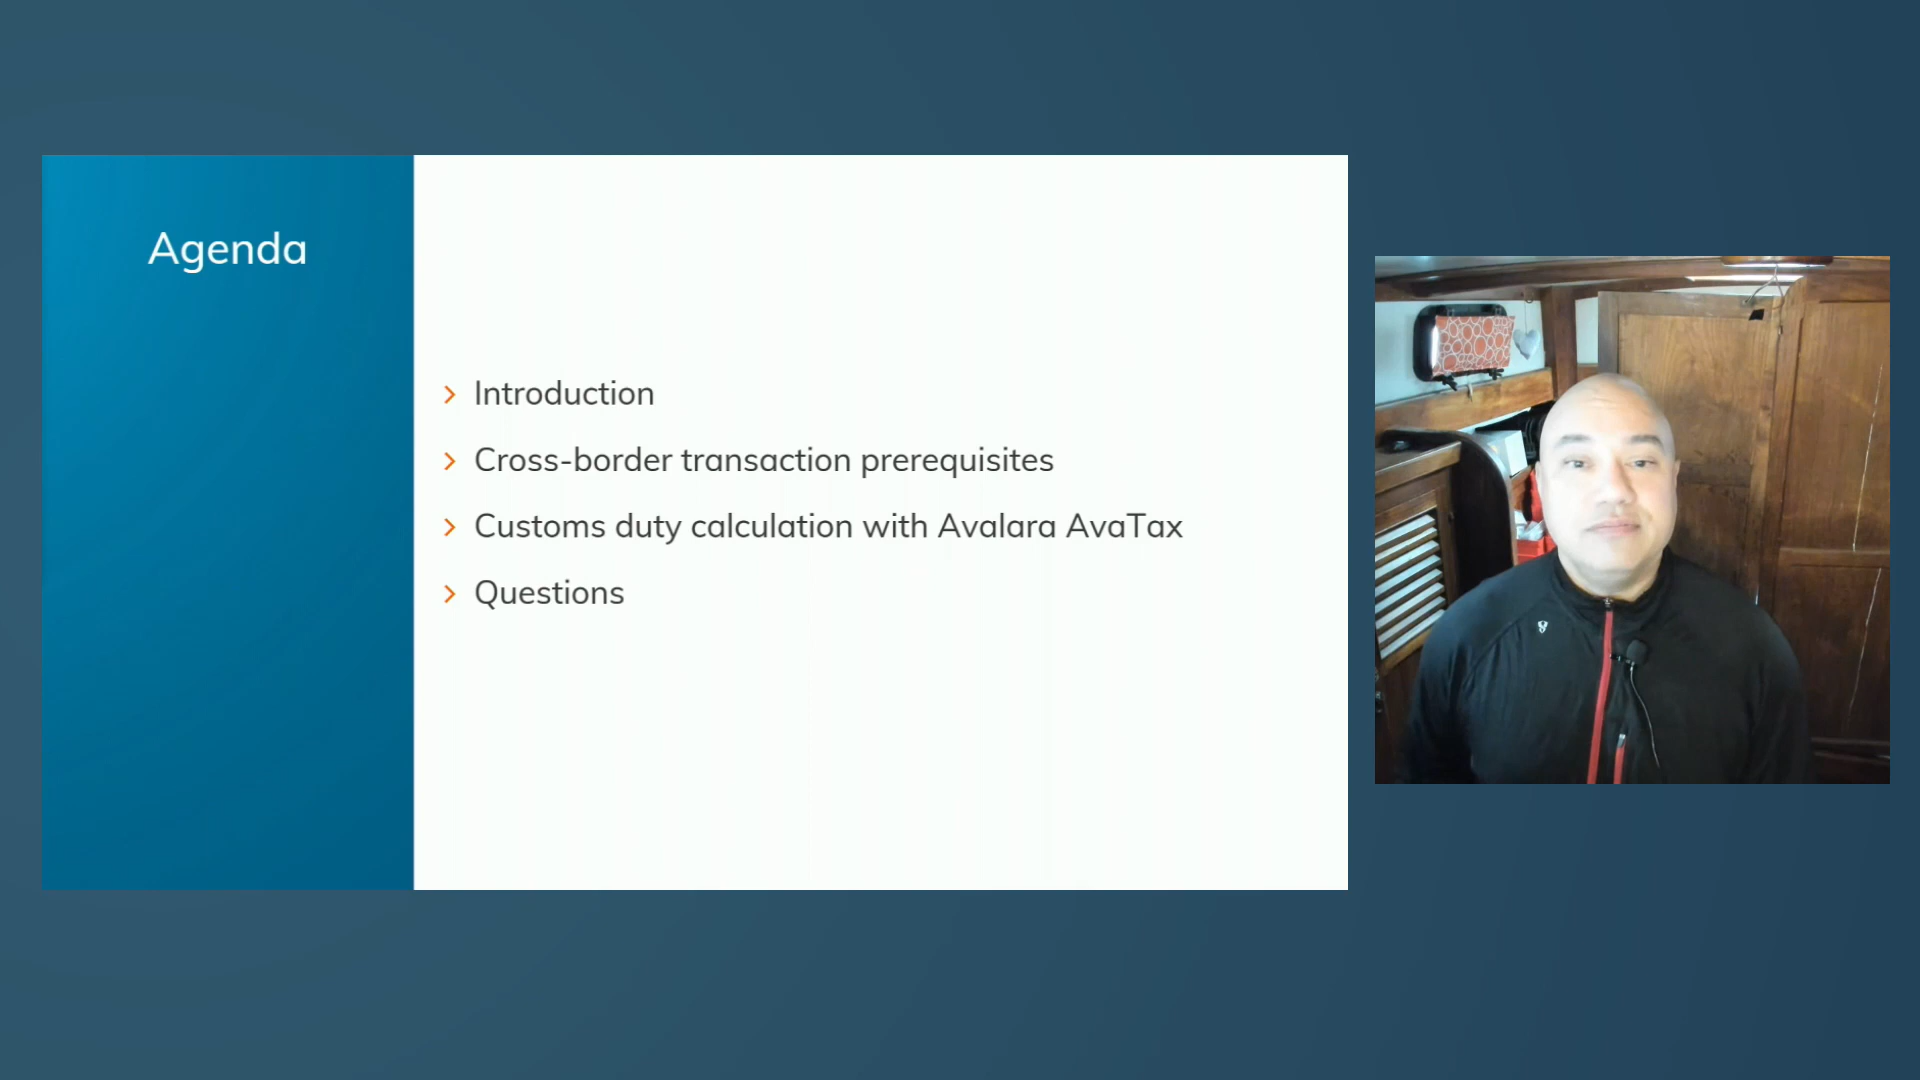 Agenda
Introduction
Cross-border transaction prerequisites
Customs duty calculation with Avalara AvaTax
Questions